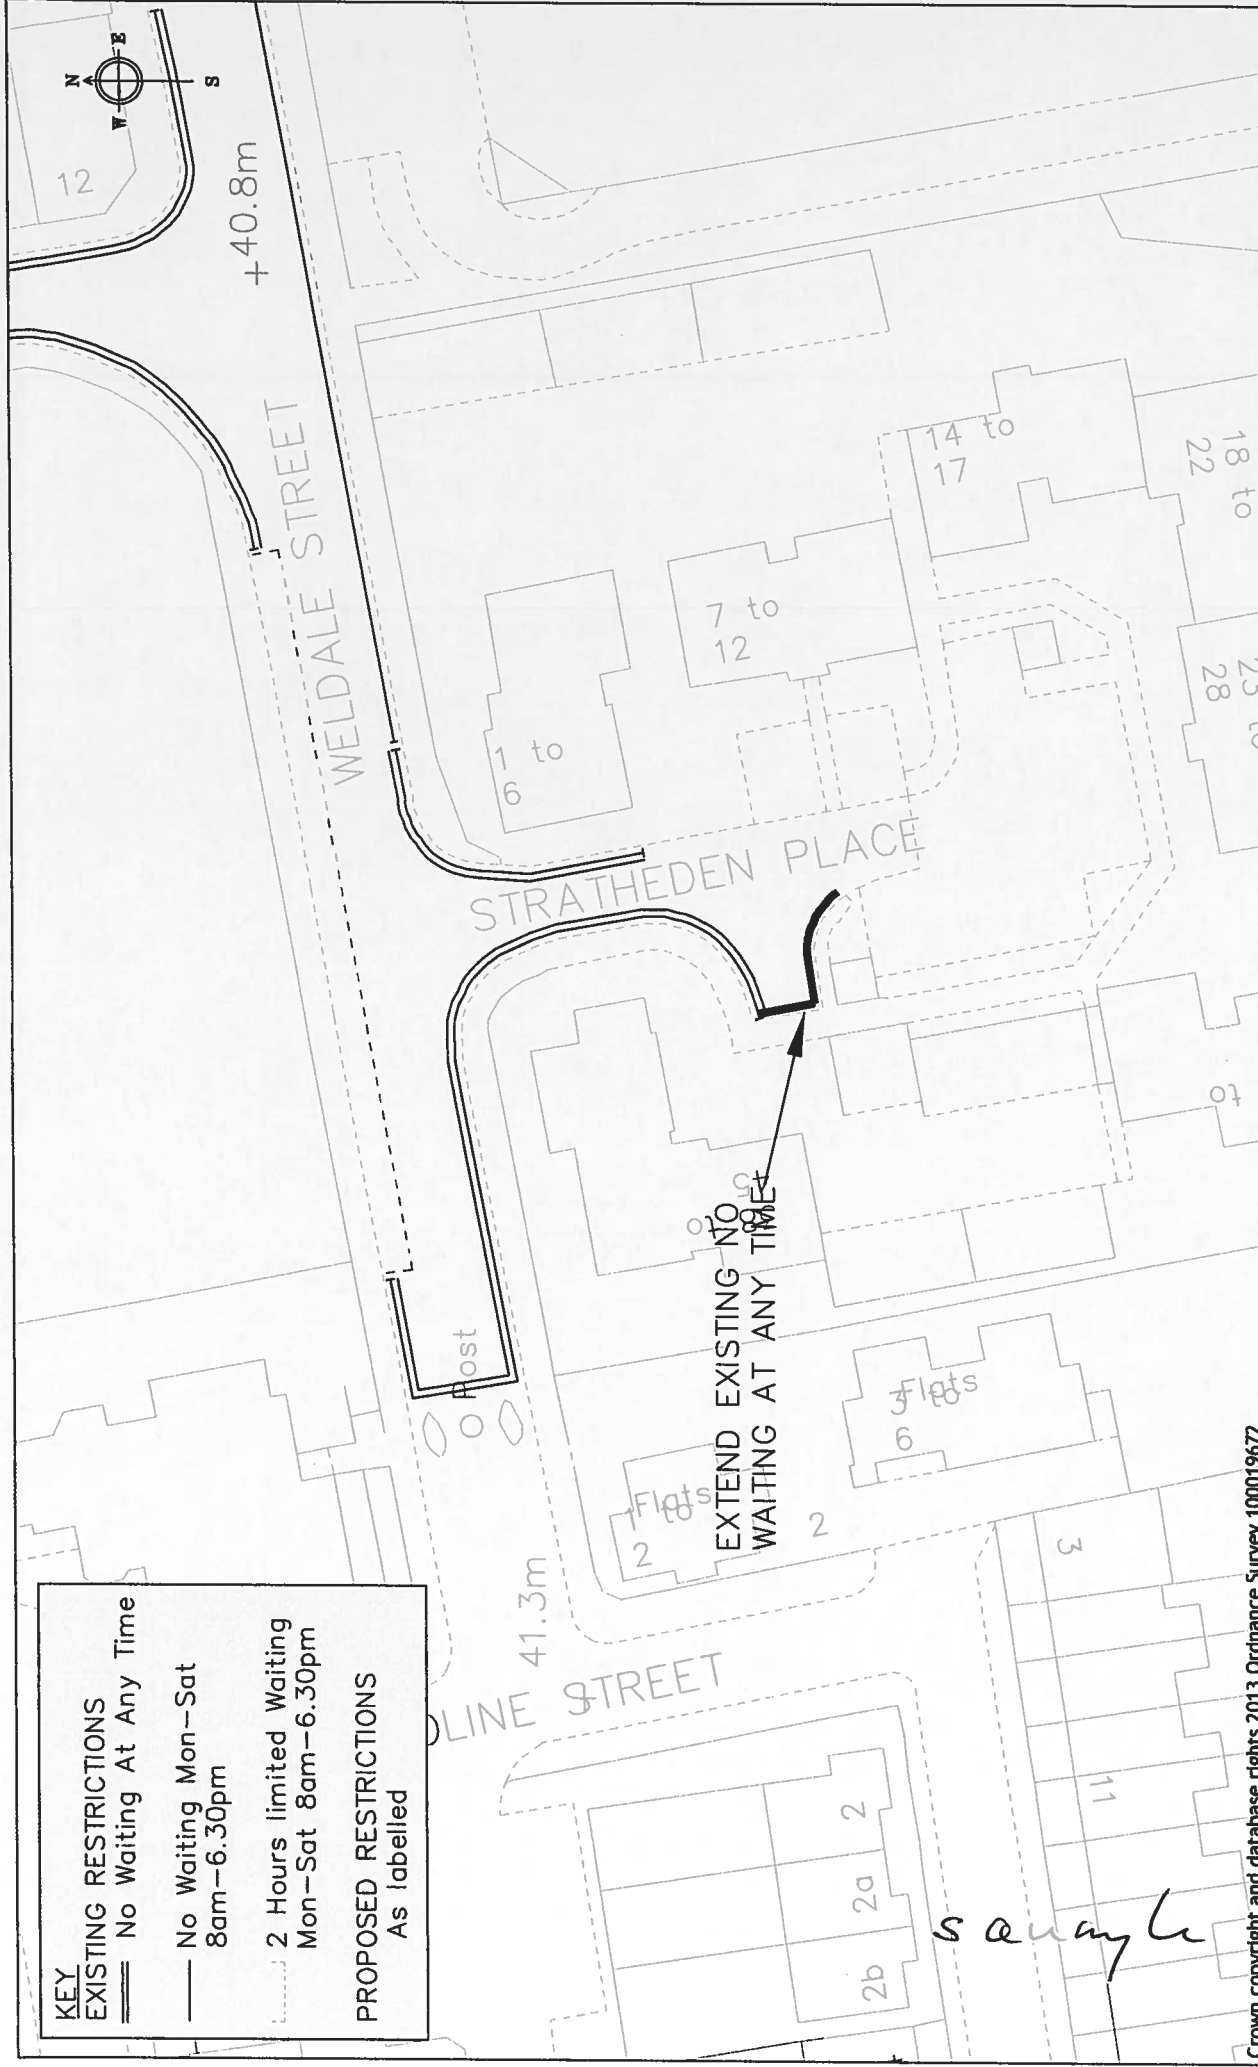 KEY
EXISTING RESTRICTIONS
No Waiting At Any Time
No Waiting Mon-Sat
8am-6.30pm
2 Hours limited Waiting
Mon-Sat 8am-6.30pm
PROPOSED RESTRICTIONS
As labelled
N
W
E
S
12
+40.8m
WELDALE STREET
STRATHEDEN PLACE
1 to
6
7 to
12
14 to
17
18 to
22
28
to
Post
EXTEND EXISTING NO
WAITING AT ANY TIME
Flats
1 to
2
2
Flats
3 to
6
41.3m
LINE STREET
3
11
2
2a
2b
Crown copyright and database rights 2013 Ordnance Survey 100019672